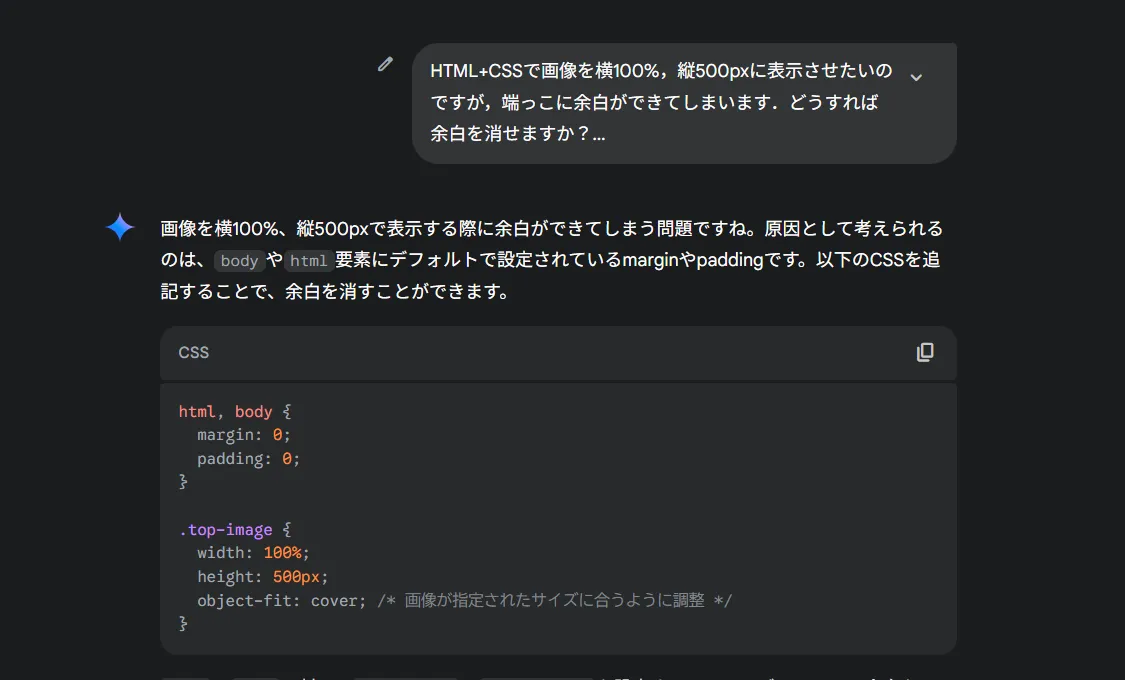 HTML+CSSで画像を横100%，縦500pxに表示させたいの
ですが，端っこに余白ができてしまいます．どうすれば
余白を消せますか？...
画像を横100%、縦500pxで表示する際に余白ができてしまう問題ですね。原因として考えられる
のは、bodyやhtml要素にデフォルトで設定されているmarginやpaddingです。以下のCSSを追
記することで、余白を消すことができます。
CSS
html, body {
  margin: 0;
  padding: 0;
}
.top-image {
  width: 100%;
  height: 500px;
  object-fit: cover; /* 画像が指定されたサイズに合うように調整 */
}